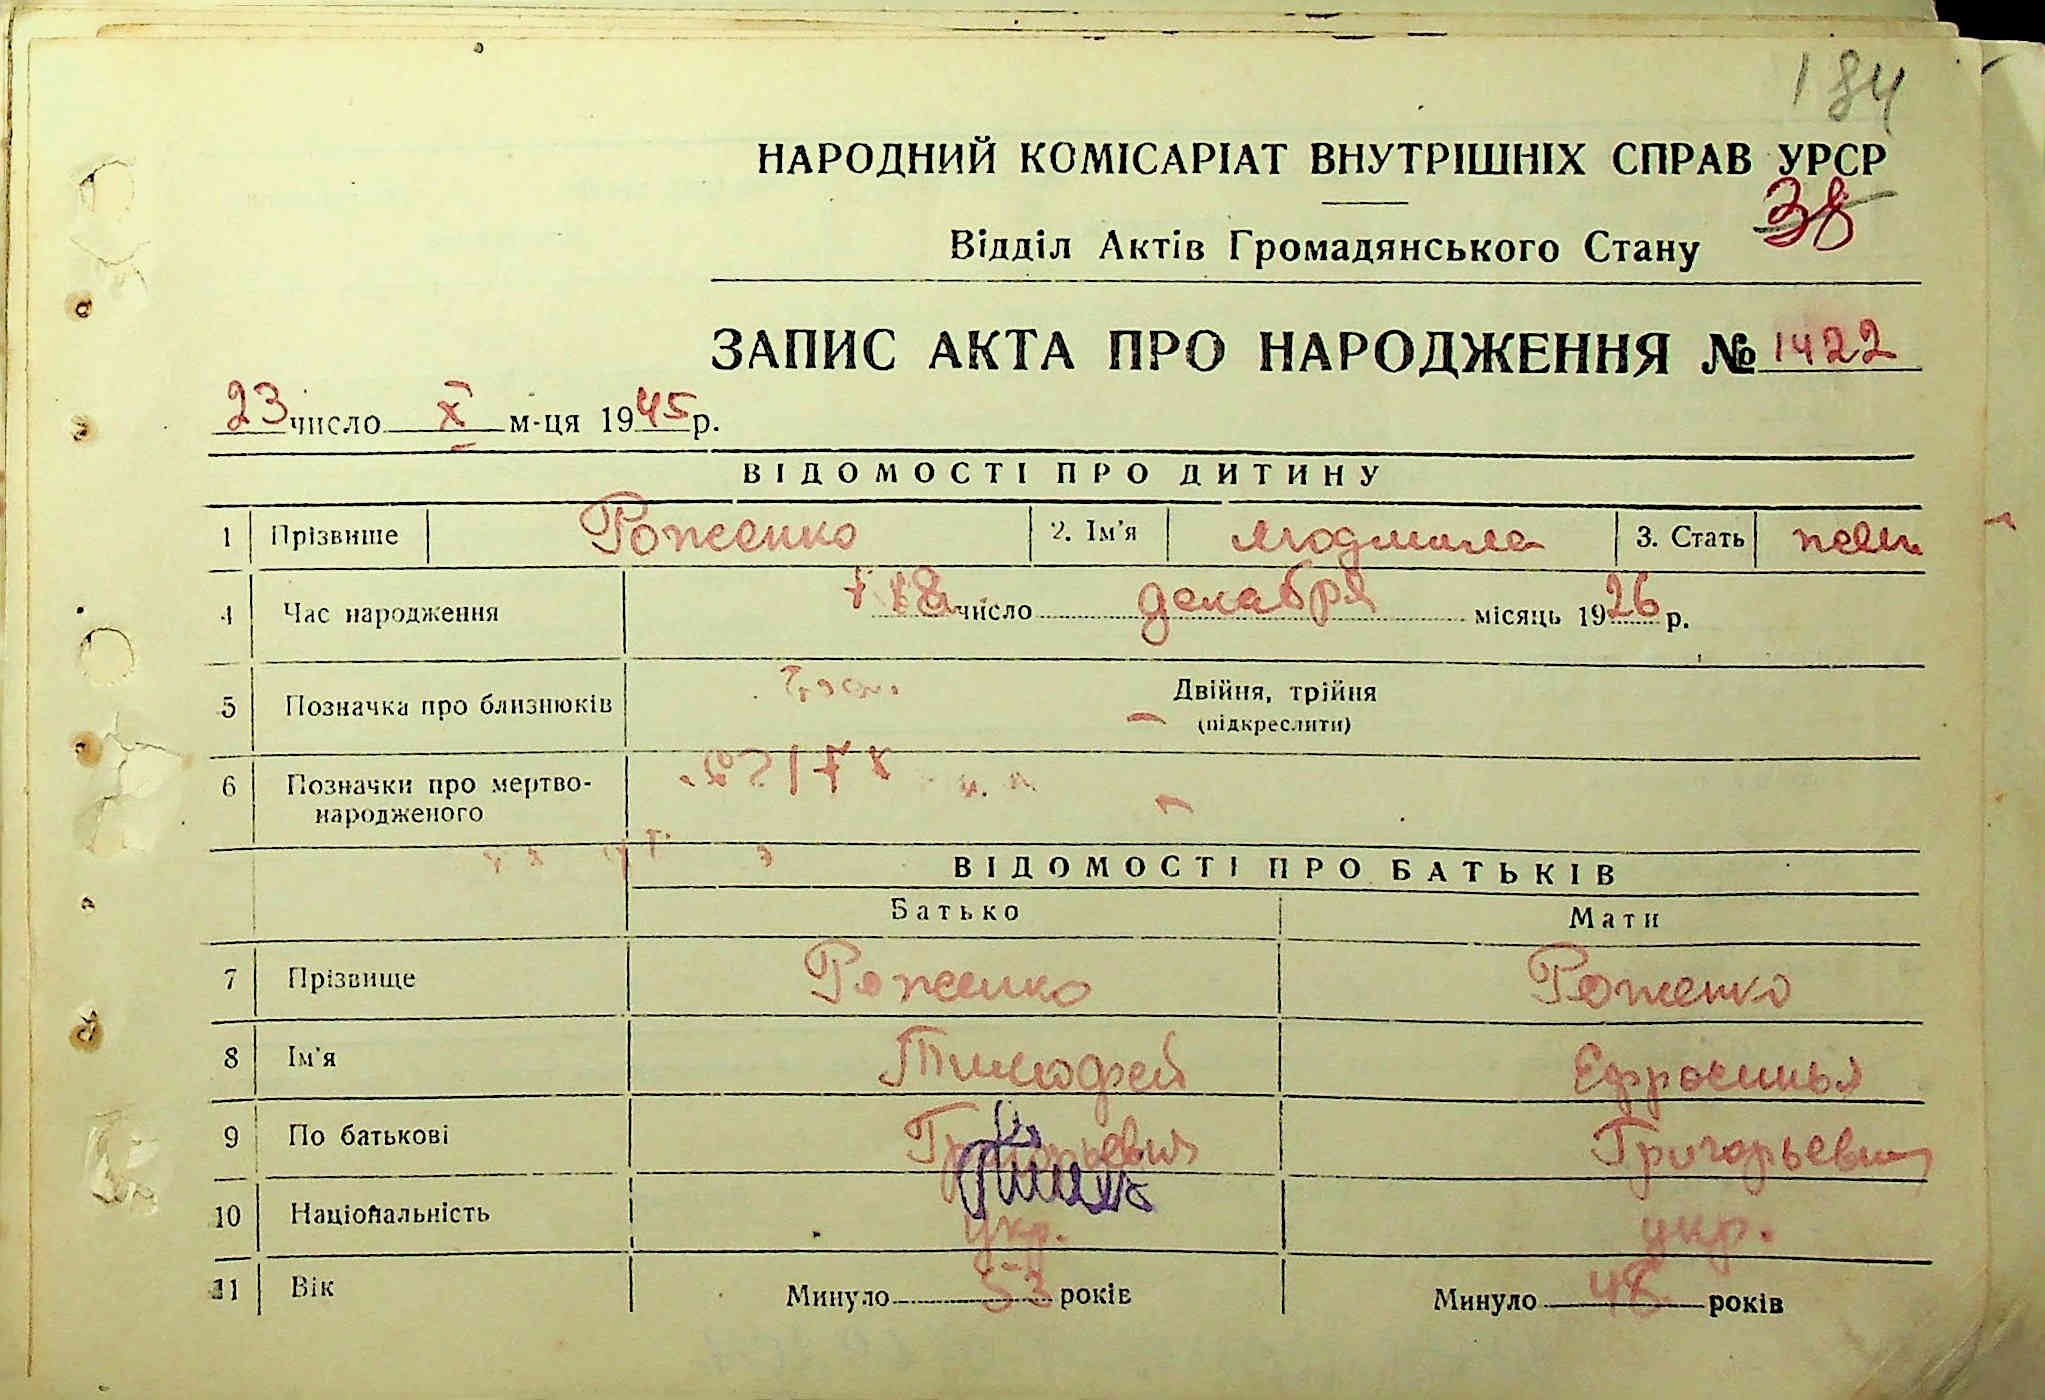 184
НАРОДНИЙ КОМІСАРІАТ ВНУТРІШНІХ СПРАВ УРСР
38
Відділ Актів Громадянського Стану
ЗАПИС АКТА ПРО НАРОДЖЕННЯ № 1422
23 число X м-ця 1945 р.
ВІДОМОСТІ ПРО ДИТИНУ
1 Прізвище Роженко 2. Ім'я Людмила 3. Стать
4 Час народження 18 число декабря місяць 1926 р.
5 Позначка про близнюків Двійня, трійня
(підкреслити)
6 Позначки про мертво-
народженого
ВІДОМОСТІ ПРО БАТЬКІВ
Батько Мати
7 Прізвище Роженко Роженко
8 Ім'я Тимофей Ефросинья
9 По батькові Григорьевич Григорьевна
10 Національність укр. укр.
11 Вік Минуло 53 років Минуло 48 років